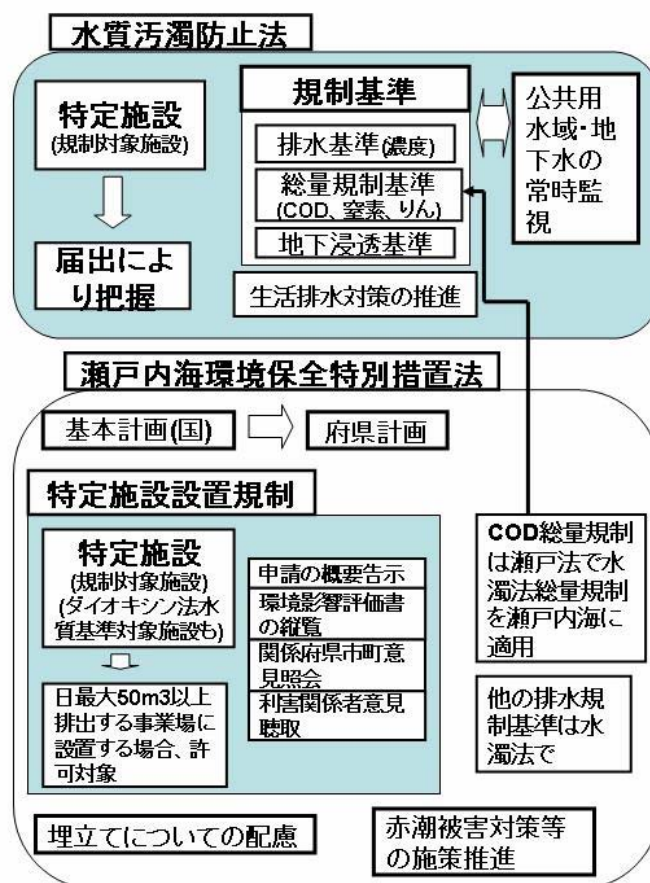 水質汚濁防止法
特定施設
(規制対象施設)
届出によ
り把握
規制基準
排水基準(濃度)
総量規制基準
(COD、窒素、りん)
地下浸透基準
生活排水対策の推進
公共用
水域・地
下水の
常時監
視
瀬戸内海環境保全特別措置法
基本計画(国)
府県計画
特定施設設置規制
特定施設
(規制対象施設)
(ダイオキシン法水
質基準対象施設も)
日最大50m3以上
排出する事業場に
設置する場合、許
可対象
申請の概要告示
環境影響評価書
の縦覧
関係府県市町意
見照会
利害関係者意見
聴取
COD総量規制
は瀬戸法で水
濁法総量規制
を瀬戸内海に
適用
他の排水規
制基準は水
濁法で
埋立てについての配慮
赤潮被害対策等
の施策推進